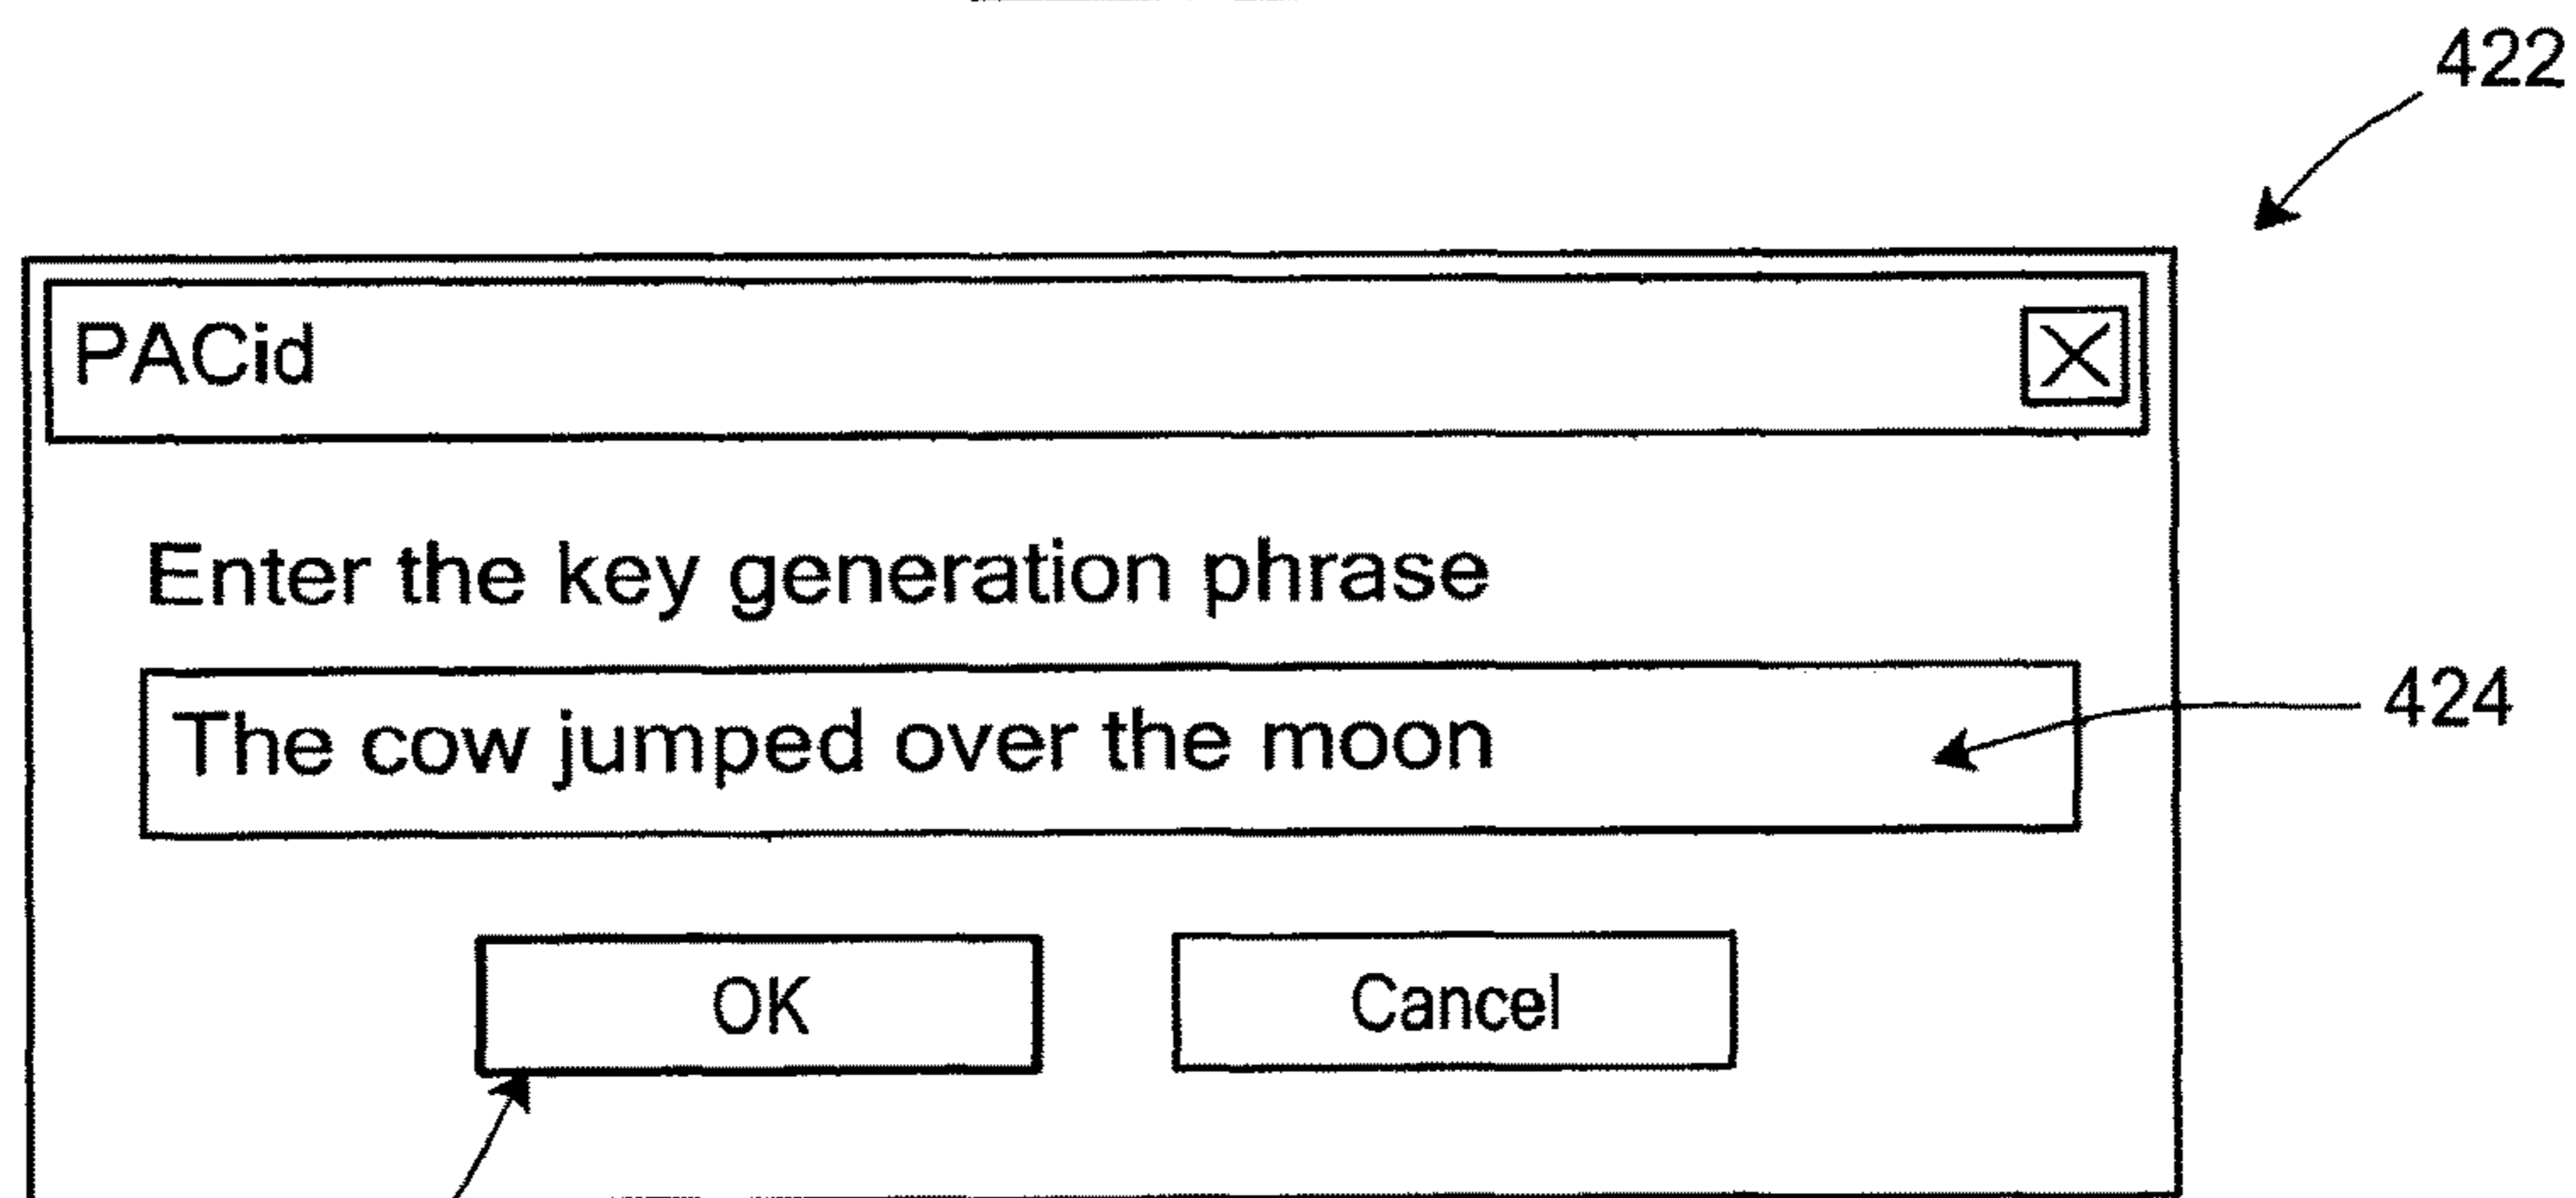 422
PACid
Enter the key generation phrase
The cow jumped over the moon
424
OK
Cancel